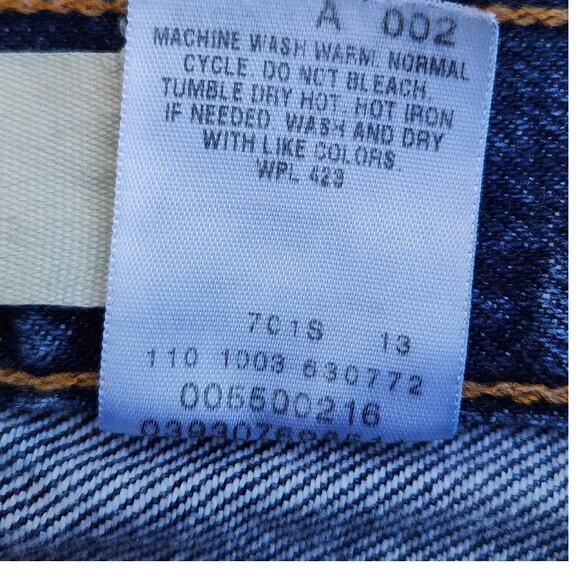 A 002
MACHINE WASH WARM. NORMAL
CYCLE. DO NOT BLEACH.
TUMBLE DRY HOT. HOT IRON
IF NEEDED. WASH AND DRY
WITH LIKE COLORS.
WPL 423
701S 13
110 1003 630772
005500216